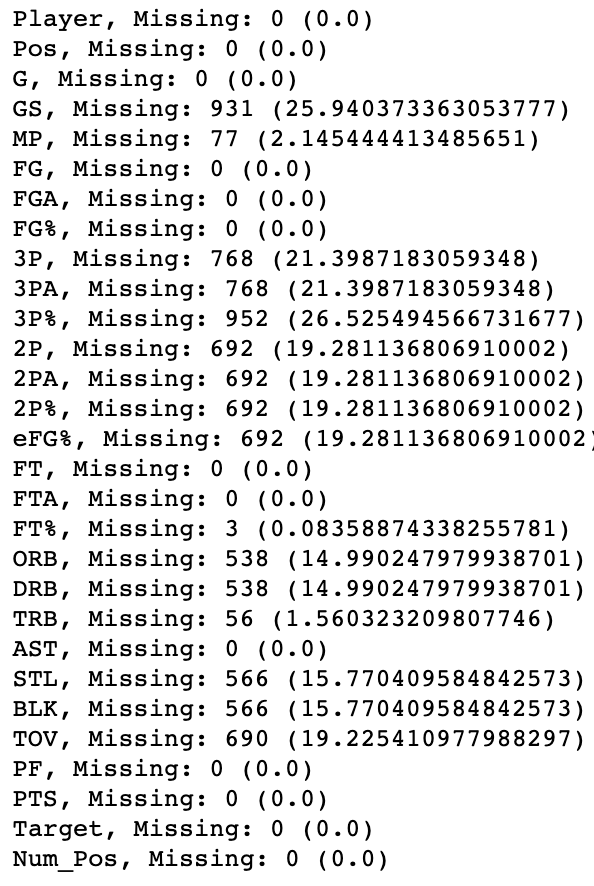 Player, Missing: 0 (0.0)
Pos, Missing: 0 (0.0)
G, Missing: 0 (0.0)
GS, Missing: 931 (25.940373363053777)
MP, Missing: 77 (2.145444413485651)
FG, Missing: 0 (0.0)
FGA, Missing: 0 (0.0)
FG%, Missing: 0 (0.0)
3P, Missing: 768 (21.3987183059348)
3PA, Missing: 768 (21.3987183059348)
3P%, Missing: 952 (26.525494566731677)
2P, Missing: 692 (19.281136806910002)
2PA, Missing: 692 (19.281136806910002)
2P%, Missing: 692 (19.281136806910002)
eFG%, Missing: 692 (19.281136806910002)
FT, Missing: 0 (0.0)
FTA, Missing: 0 (0.0)
FT%, Missing: 3 (0.08358874338255781)
ORB, Missing: 538 (14.990247979938701)
DRB, Missing: 538 (14.990247979938701)
TRB, Missing: 56 (1.560323209807746)
AST, Missing: 0 (0.0)
STL, Missing: 566 (15.770409584842573)
BLK, Missing: 566 (15.770409584842573)
TOV, Missing: 690 (19.225410977988297)
PF, Missing: 0 (0.0)
PTS, Missing: 0 (0.0)
Target, Missing: 0 (0.0)
Num_Pos, Missing: 0 (0.0)